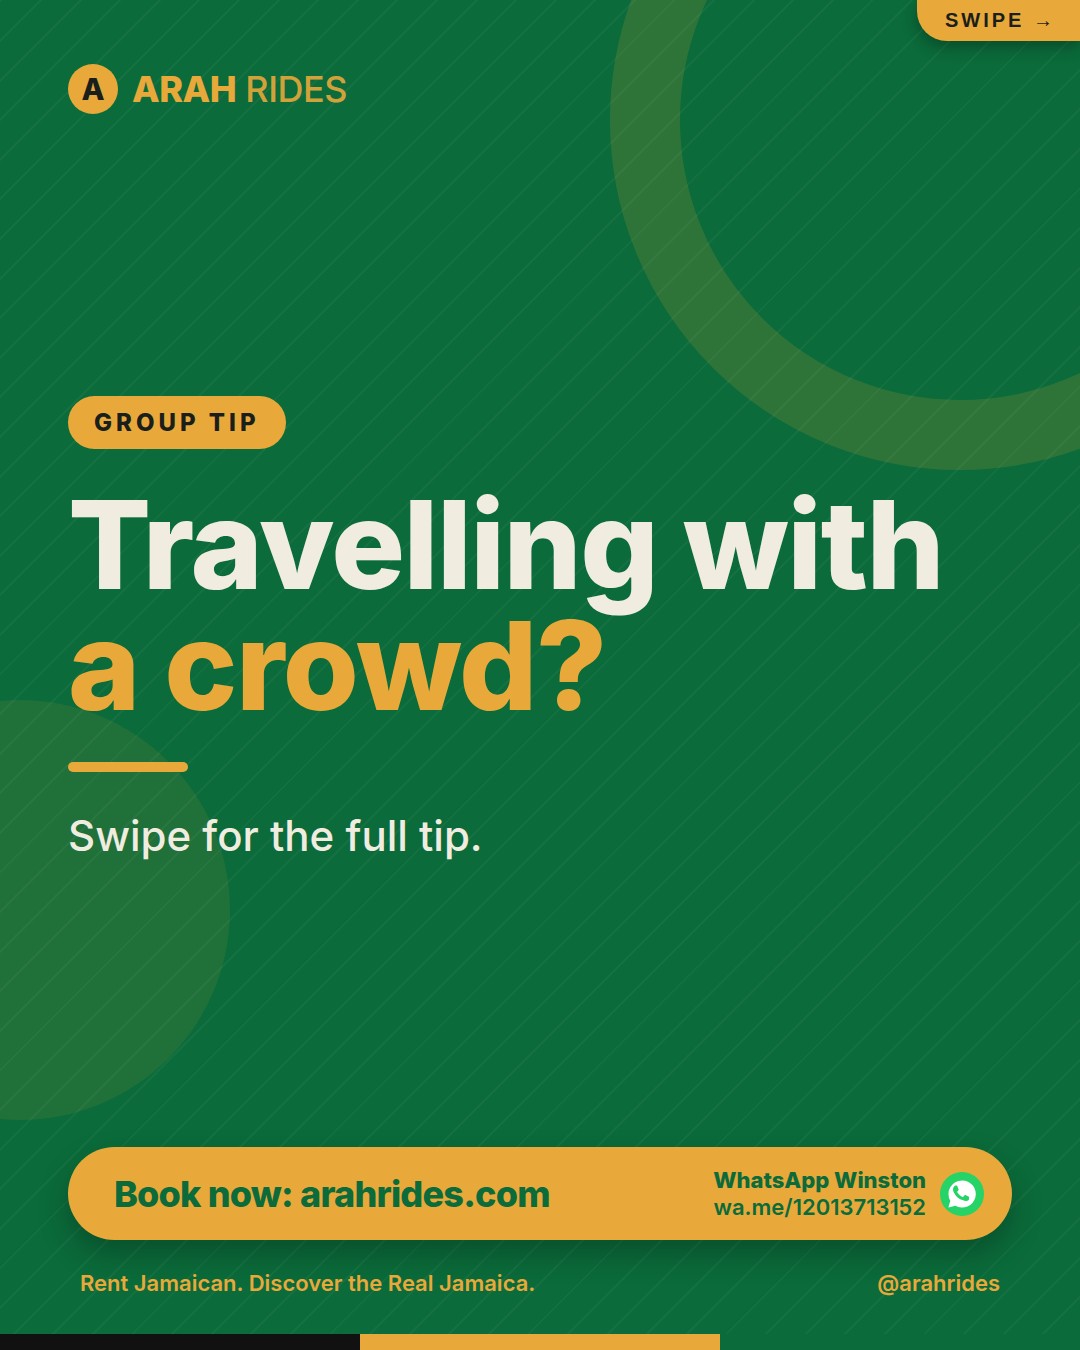 SWIPE →
A ARAH RIDES
GROUP TIP
Travelling with
a crowd?
Swipe for the full tip.
Book now: arahrides.com
WhatsApp Winston
wa.me/12013713152
Rent Jamaican. Discover the Real Jamaica.
@arahrides